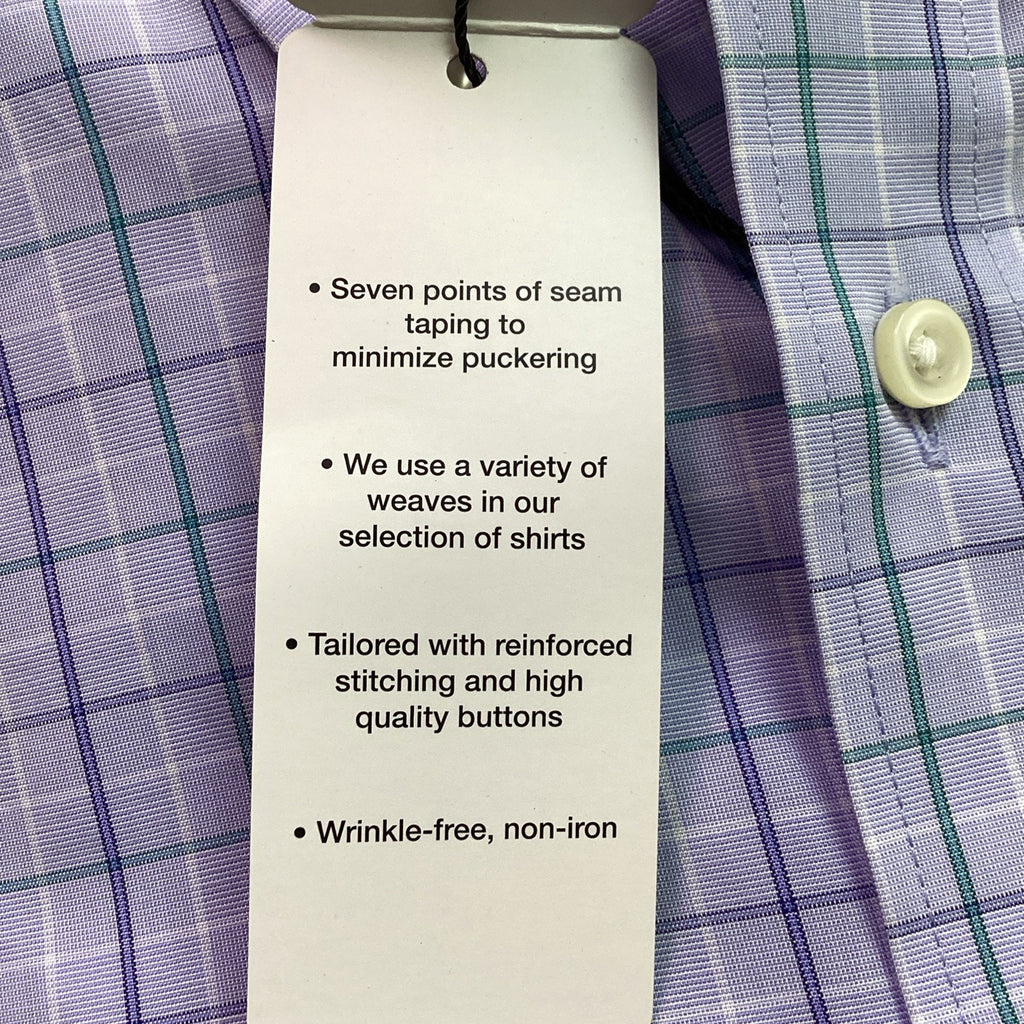 • Seven points of seam
taping to
minimize puckering
• We use a variety of
weaves in our
selection of shirts
• Tailored with reinforced
stitching and high
quality buttons
• Wrinkle-free, non-iron